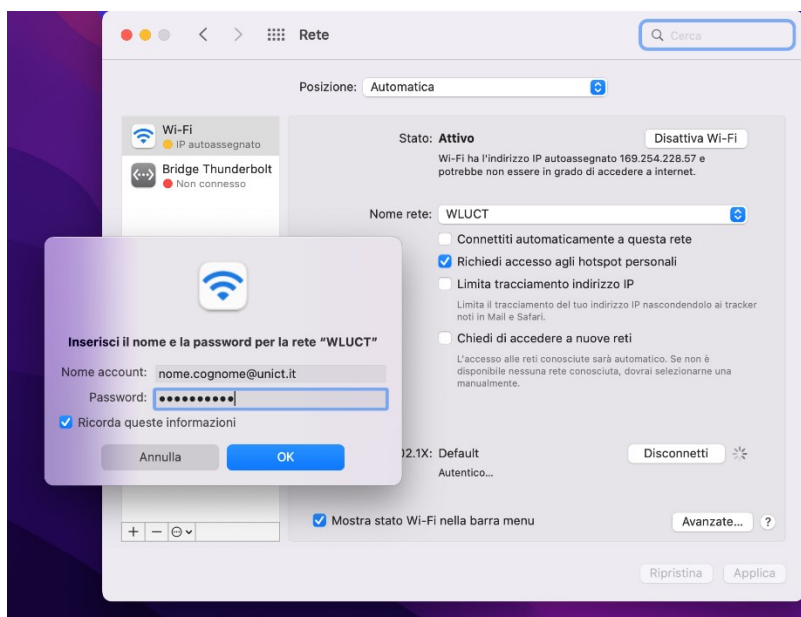 Rete
Cerca
Posizione: Automatica
Wi-Fi
IP autoassegnato
Bridge Thunderbolt
Non connesso
Stato: Attivo
Disattiva Wi-Fi
Wi-Fi ha l'indirizzo IP autoassegnato 169.254.228.57 e
potrebbe non essere in grado di accedere a internet.
Nome rete: WLUCT
Connettiti automaticamente a questa rete
Richiedi accesso agli hotspot personali
Limita tracciamento indirizzo IP
Limita il tracciamento del tuo indirizzo IP nascondendolo ai tracker
noti in Mail e Safari.
Chiedi di accedere a nuove reti
L'accesso alle reti conosciute sarà automatico. Se non è
disponibile nessuna rete conosciuta, dovrai selezionarne una
manualmente.
Inserisci il nome e la password per la rete “WLUCT”
Nome account: nome.cognome@unict.it
Password: ●●●●●●●●●●
Ricorda queste informazioni
Annulla
OK
02.1X: Default
Disconnetti
Autentico...
Mostra stato Wi-Fi nella barra menu
Avanzate...
?
Ripristina
Applica